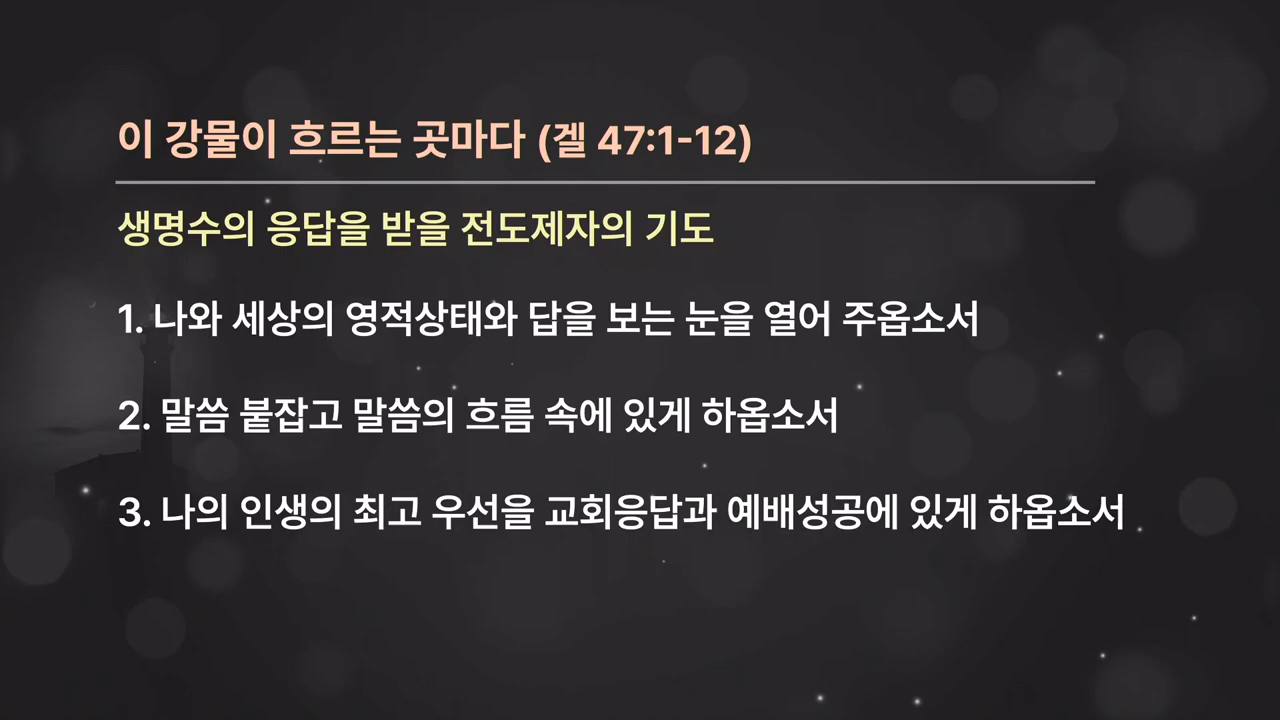 이 강물이 흐르는 곳마다 (겔 47:1-12)
생명수의 응답을 받을 전도제자의 기도
1. 나와 세상의 영적상태와 답을 보는 눈을 열어 주옵소서
2. 말씀 붙잡고 말씀의 흐름 속에 있게 하옵소서
3. 나의 인생의 최고 우선을 교회응답과 예배성공에 있게 하옵소서